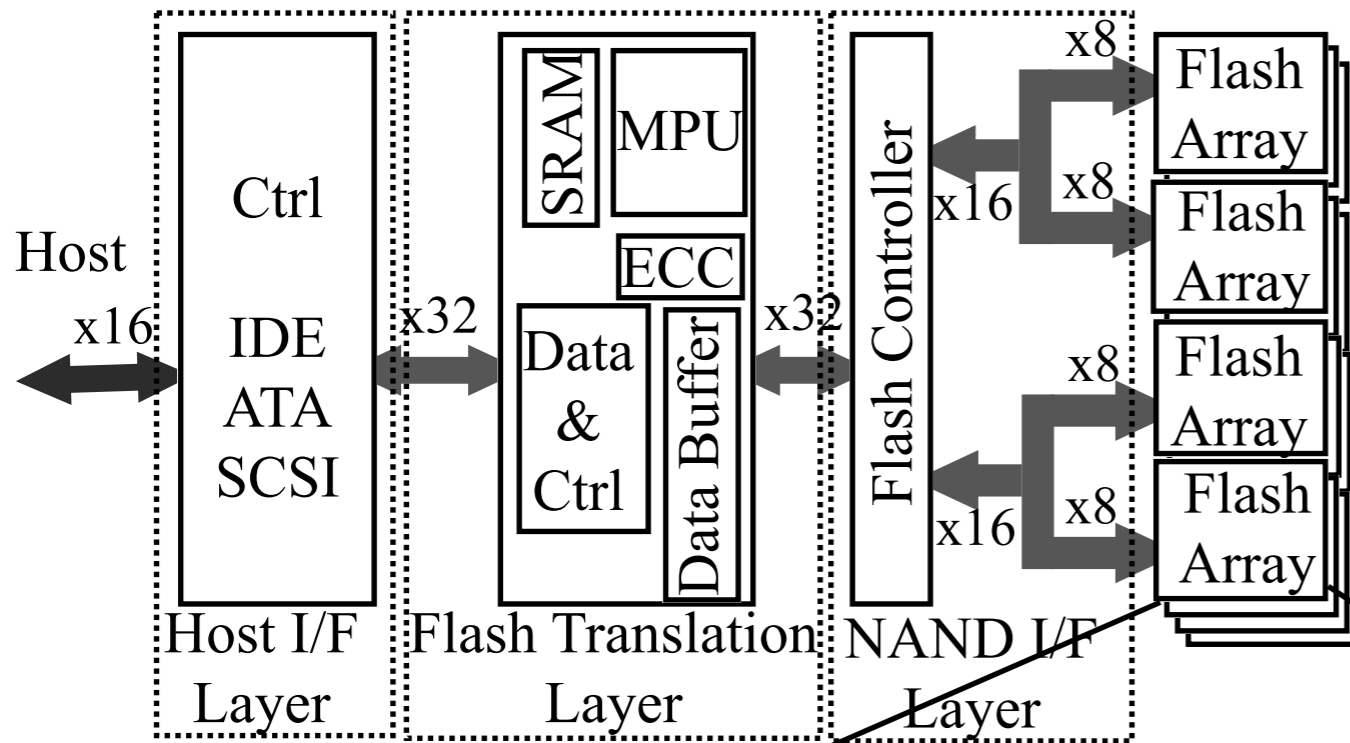 Host
x16
Ctrl
IDE
ATA
SCSI
Host I/F
Layer
x32
SRAM
MPU
ECC
Data
&
Ctrl
Data Buffer
Flash Translation
Layer
x32
Flash Controller
x16
x16
NAND I/F
Layer
x8
x8
x8
x8
Flash
Array
Flash
Array
Flash
Array
Flash
Array